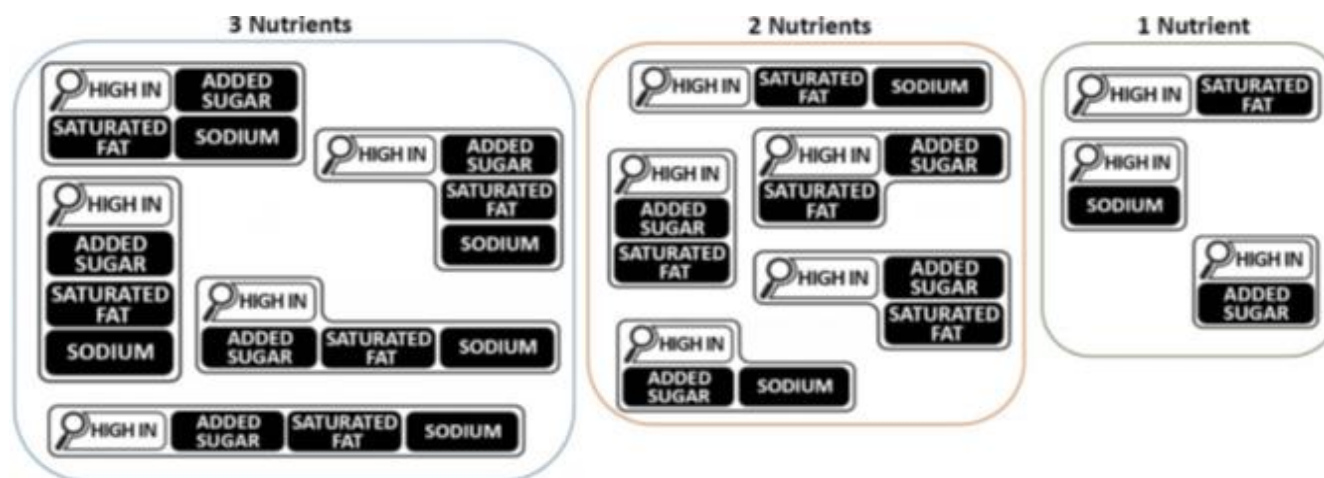 3 Nutrients
HIGH IN ADDED SUGAR
SATURATED FAT SODIUM
HIGH IN ADDED SUGAR
SATURATED FAT
SODIUM
HIGH IN
ADDED SUGAR
SATURATED FAT
SODIUM
HIGH IN
ADDED SUGAR SATURATED FAT SODIUM
HIGH IN ADDED SUGAR SATURATED FAT SODIUM
2 Nutrients
HIGH IN SATURATED FAT SODIUM
HIGH IN ADDED SUGAR
SATURATED FAT
HIGH IN
ADDED SUGAR
SATURATED FAT
HIGH IN ADDED SUGAR
SATURATED FAT
HIGH IN
ADDED SUGAR SODIUM
1 Nutrient
HIGH IN SATURATED FAT
HIGH IN
SODIUM
HIGH IN
ADDED SUGAR